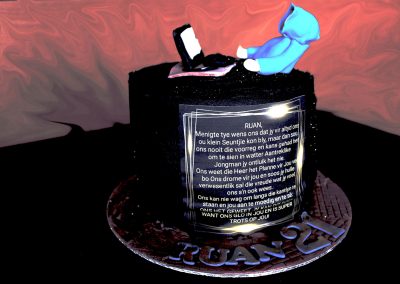 RUAN,
Menigte tye wens ons dat jy vir altyd ons
ou klein Seuntjie kon bly, maar dan sou
ons nooit die voorreg en kans gehad het
om te sien in watter Aantreklike
Jongman jy ontluik het nie.
Ons weet die Heer het Planne vir Jou
bo Ons drome vir jou en soos jy hulle
verwesentlik sal die vreugde wat jy
ons s'n ook wees.
Ons kan nie wag om langs die kantlyn te
staan en jou aan te moedig en te sê:
WANT ONS GLO IN JOU EN IS SUPER
TROTS OP JOU!
RUAN 21